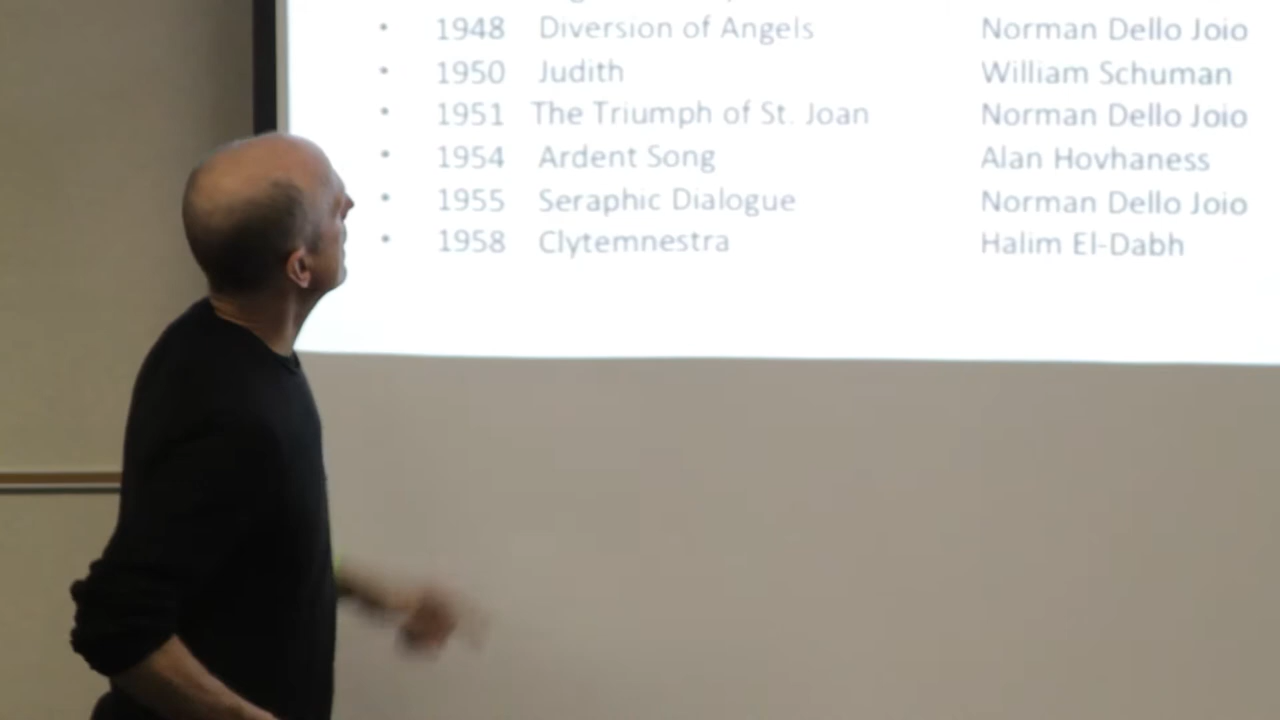 • 1948 Diversion of Angels Norman Dello Joio
• 1950 Judith William Schuman
• 1951 The Triumph of St. Joan Norman Dello Joio
• 1954 Ardent Song Alan Hovhaness
• 1955 Seraphic Dialogue Norman Dello Joio
• 1958 Clytemnestra Halim El-Dabh